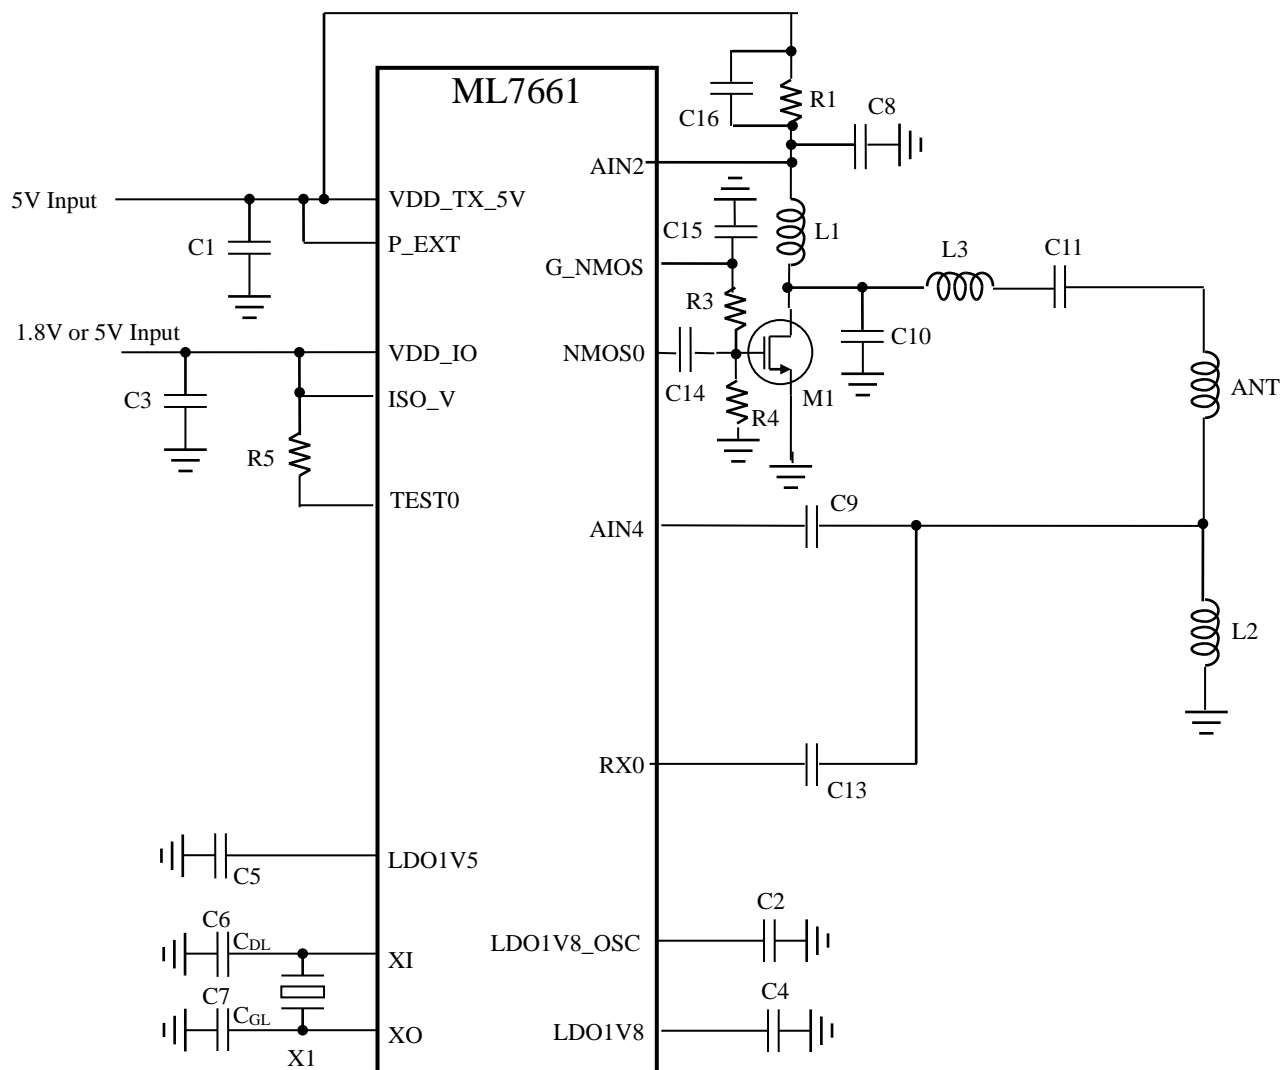 ML7661
R1
C8
C16
AIN2
5V Input
VDD_TX_5V
C15
L1
C1
P_EXT
G_NMOS
L3
C11
R3
1.8V or 5V Input
VDD_IO
NMOS0
C10
C14
M1
ANT
C3
ISO_V
R4
R5
TEST0
C9
AIN4
L2
RX0
C13
LDO1V5
C5
C2
C6
CDL
LDO1V8_OSC
XI
C7
C4
CGL
XO
LDO1V8
X1